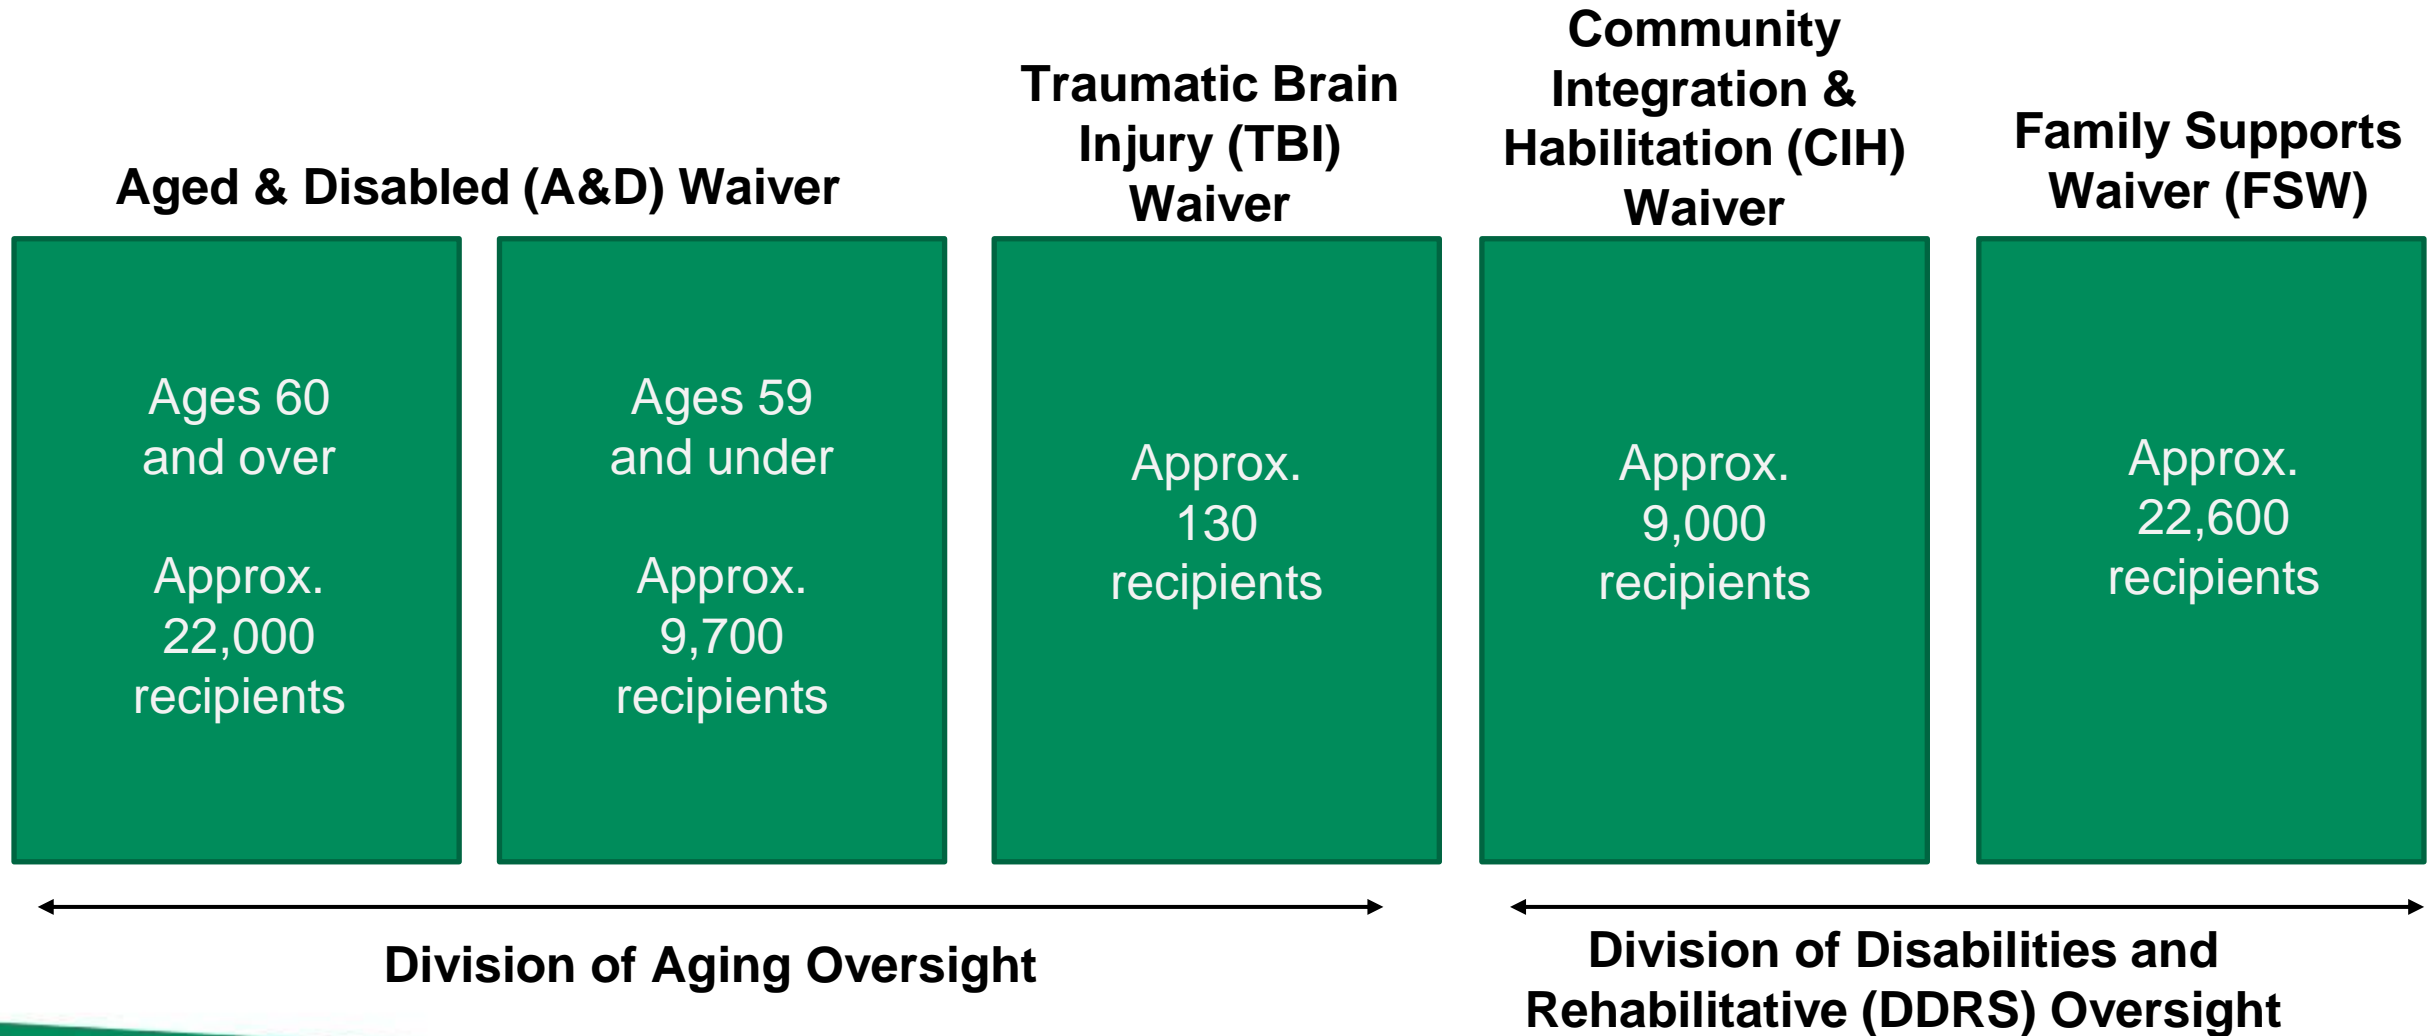 Aged & Disabled (A&D) Waiver
Traumatic Brain
Injury (TBI)
Waiver
Community
Integration &
Habilitation (CIH)
Waiver
Family Supports
Waiver (FSW)
Ages 60
and over
Approx.
22,000
recipients
Ages 59
and under
Approx.
9,700
recipients
Approx.
130
recipients
Approx.
9,000
recipients
Approx.
22,600
recipients
Division of Aging Oversight
Division of Disabilities and
Rehabilitative (DDRS) Oversight